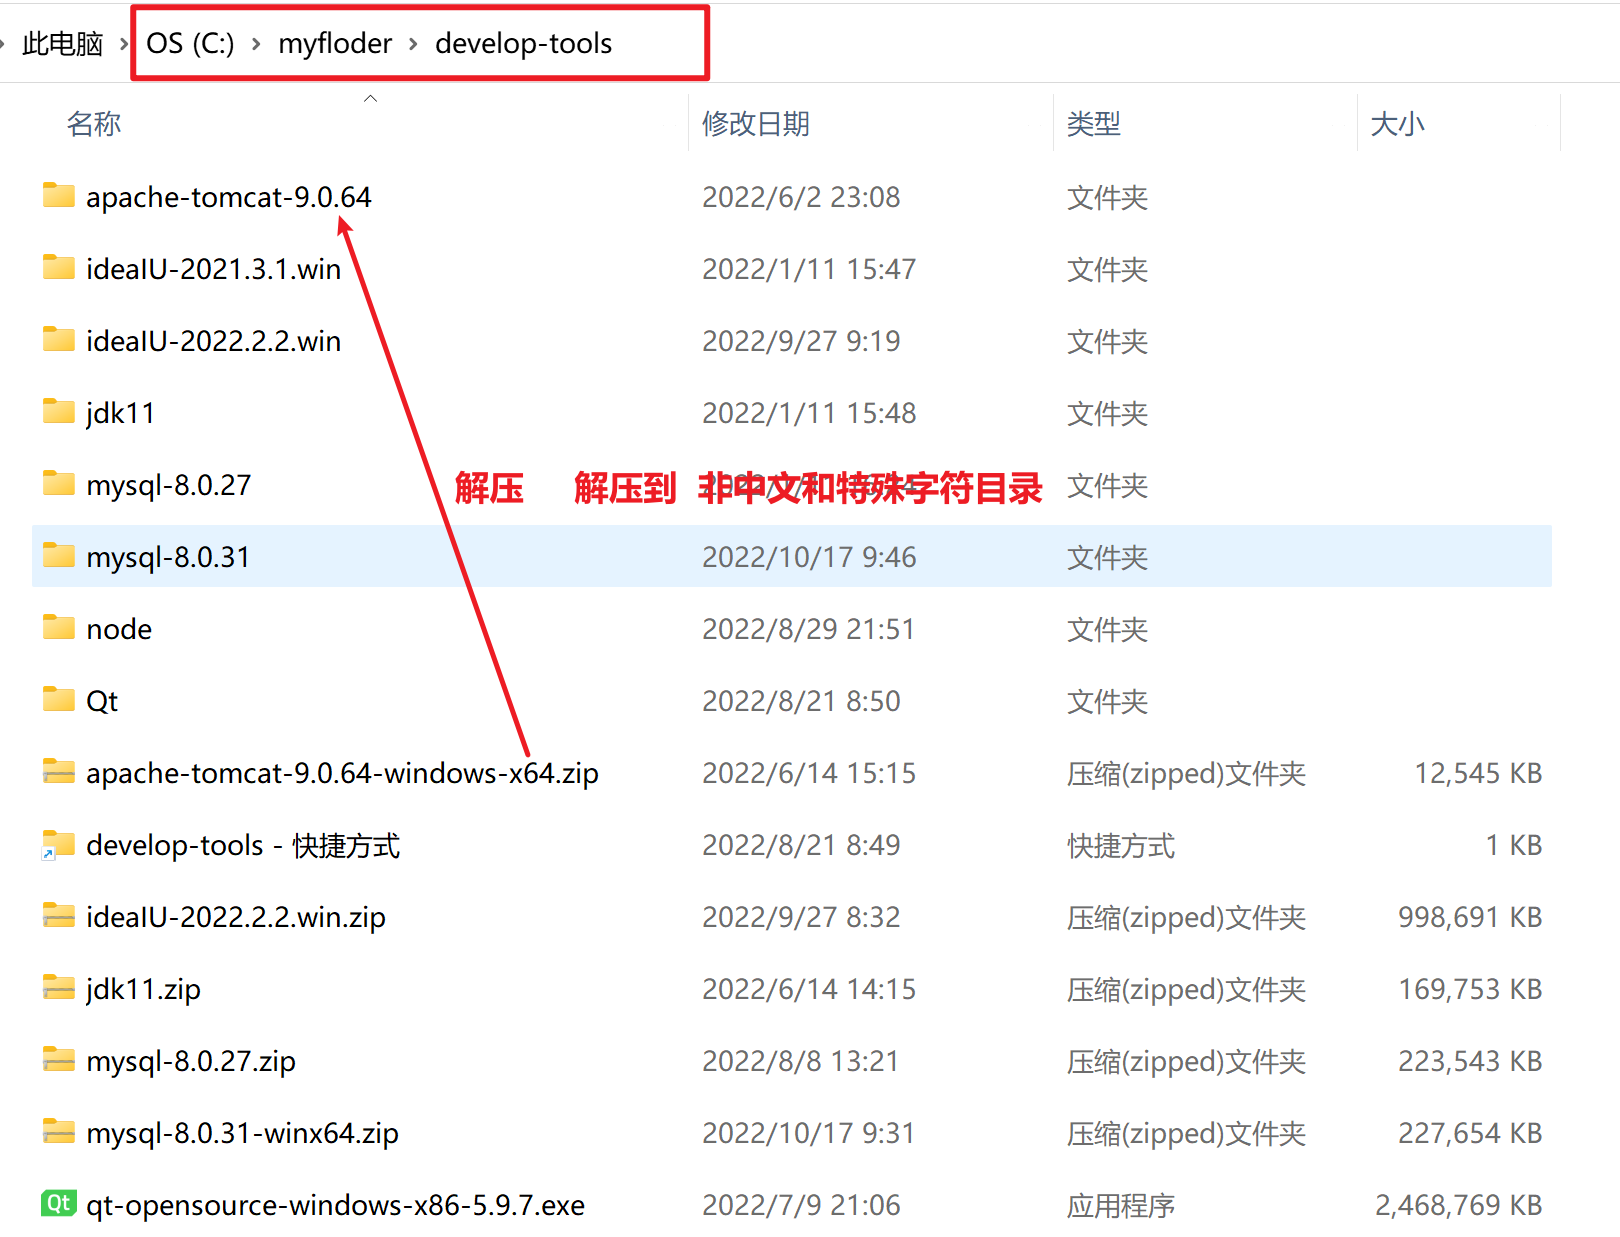 此电脑 › OS (C:) › myfloder › develop-tools
名称 修改日期 类型 大小
apache-tomcat-9.0.64 2022/6/2 23:08 文件夹
ideaIU-2021.3.1.win 2022/1/11 15:47 文件夹
ideaIU-2022.2.2.win 2022/9/27 9:19 文件夹
jdk11 2022/1/11 15:48 文件夹
mysql-8.0.27 文件夹
解压 解压到 非中文和特殊字符目录
mysql-8.0.31 2022/10/17 9:46 文件夹
node 2022/8/29 21:51 文件夹
Qt 2022/8/21 8:50 文件夹
apache-tomcat-9.0.64-windows-x64.zip 2022/6/14 15:15 压缩(zipped)文件夹 12,545 KB
develop-tools - 快捷方式 2022/8/21 8:49 快捷方式 1 KB
ideaIU-2022.2.2.win.zip 2022/9/27 8:32 压缩(zipped)文件夹 998,691 KB
jdk11.zip 2022/6/14 14:15 压缩(zipped)文件夹 169,753 KB
mysql-8.0.27.zip 2022/8/8 13:21 压缩(zipped)文件夹 223,543 KB
mysql-8.0.31-winx64.zip 2022/10/17 9:31 压缩(zipped)文件夹 227,654 KB
Qt qt-opensource-windows-x86-5.9.7.exe 2022/7/9 21:06 应用程序 2,468,769 KB